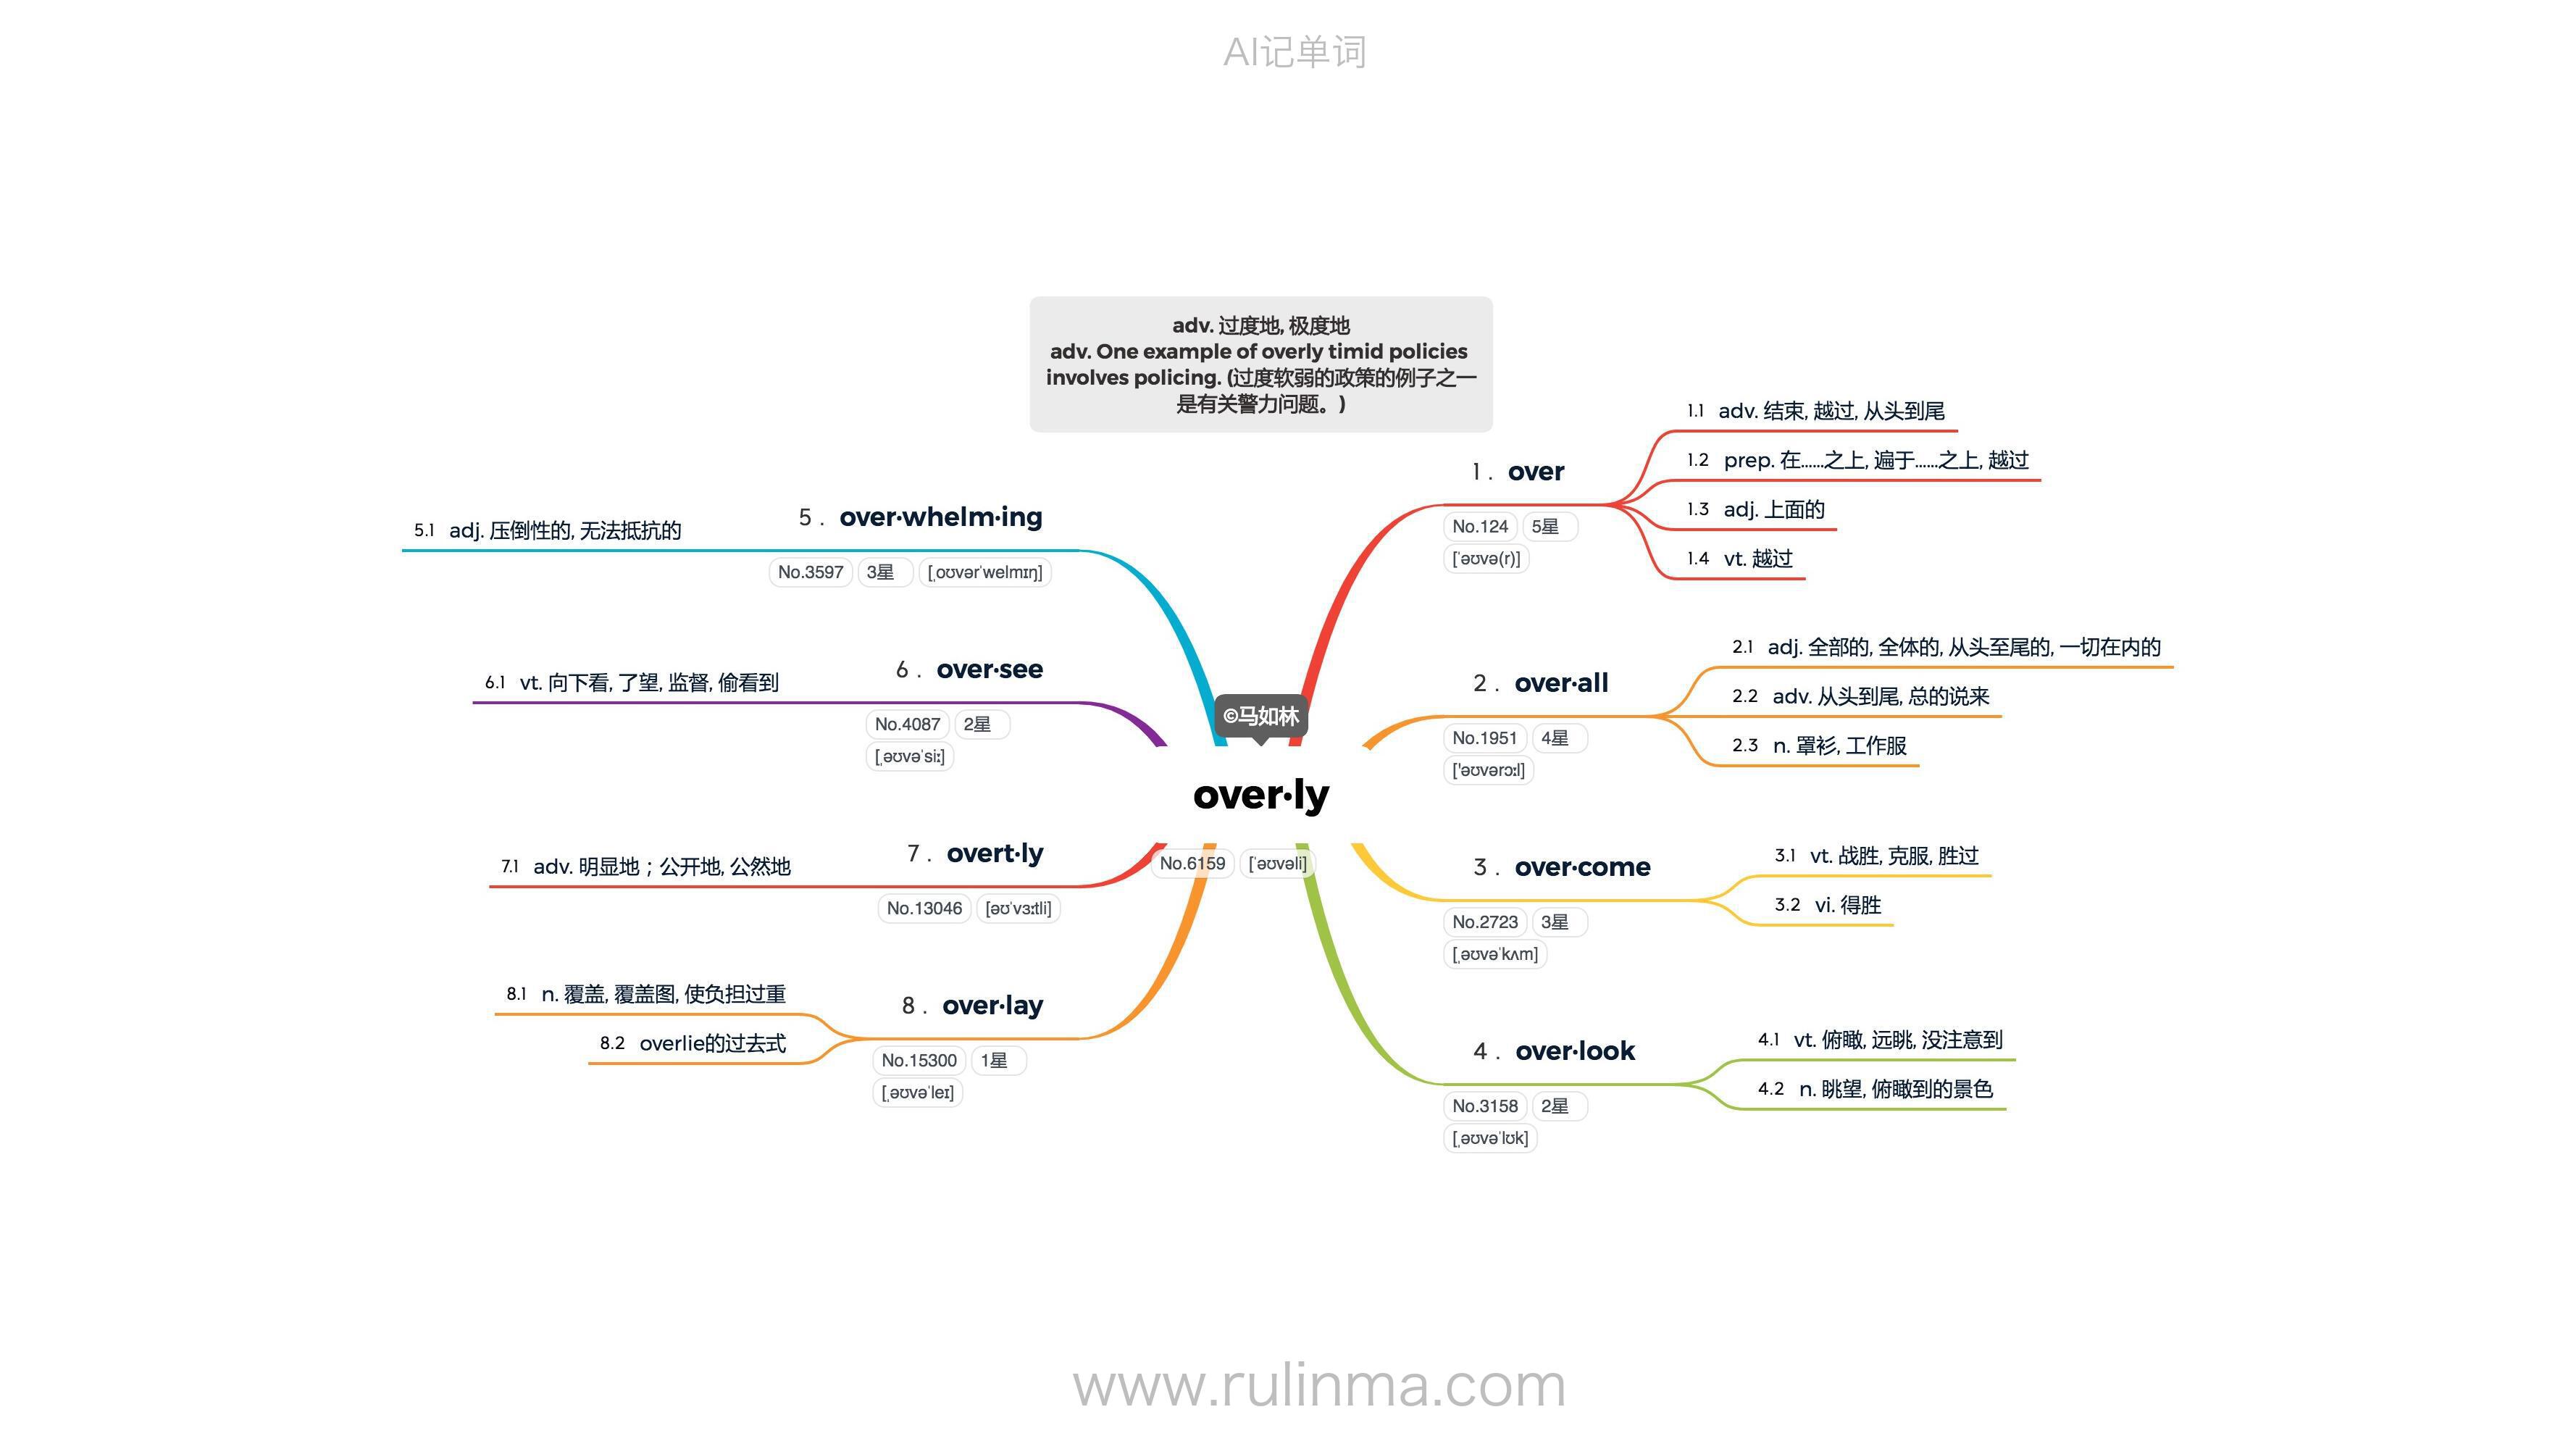 AI记单词
adv. 过度地, 极度地
adv. One example of overly timid policies
involves policing. (过度软弱的政策的例子之一
是有关警力问题。)
©马如林
over·ly
No.6159 [ˈəʊvəli]
1 . over
No.124 5星
[ˈəʊvə(r)]
1.1 adv. 结束, 越过, 从头到尾
1.2 prep. 在……之上, 遍于……之上, 越过
1.3 adj. 上面的
1.4 vt. 越过
2 . over·all
No.1951 4星
['əʊvərɔːl]
2.1 adj. 全部的, 全体的, 从头至尾的, 一切在内的
2.2 adv. 从头到尾, 总的说来
2.3 n. 罩衫, 工作服
3 . over·come
No.2723 3星
[ˌəʊvəˈkʌm]
3.1 vt. 战胜, 克服, 胜过
3.2 vi. 得胜
4 . over·look
No.3158 2星
[ˌəʊvəˈlʊk]
4.1 vt. 俯瞰, 远眺, 没注意到
4.2 n. 眺望, 俯瞰到的景色
5 . over·whelm·ing
No.3597 3星 [ˌoʊvərˈwelmɪŋ]
5.1 adj. 压倒性的, 无法抵抗的
6 . over·see
No.4087 2星
[ˌəʊvəˈsiː]
6.1 vt. 向下看, 了望, 监督, 偷看到
7 . overt·ly
No.13046 [əʊˈvɜːtli]
7.1 adv. 明显地；公开地, 公然地
8 . over·lay
No.15300 1星
[ˌəʊvəˈleɪ]
8.1 n. 覆盖, 覆盖图, 使负担过重
8.2 overlie的过去式
www.rulinma.com